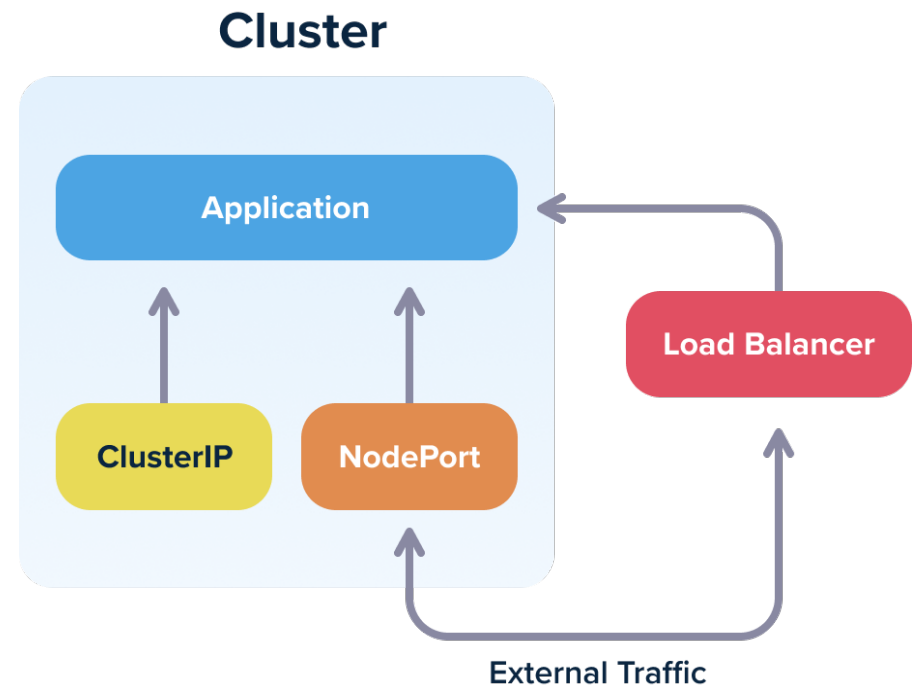 Cluster
Application
Load Balancer
ClusterIP
NodePort
External Traffic